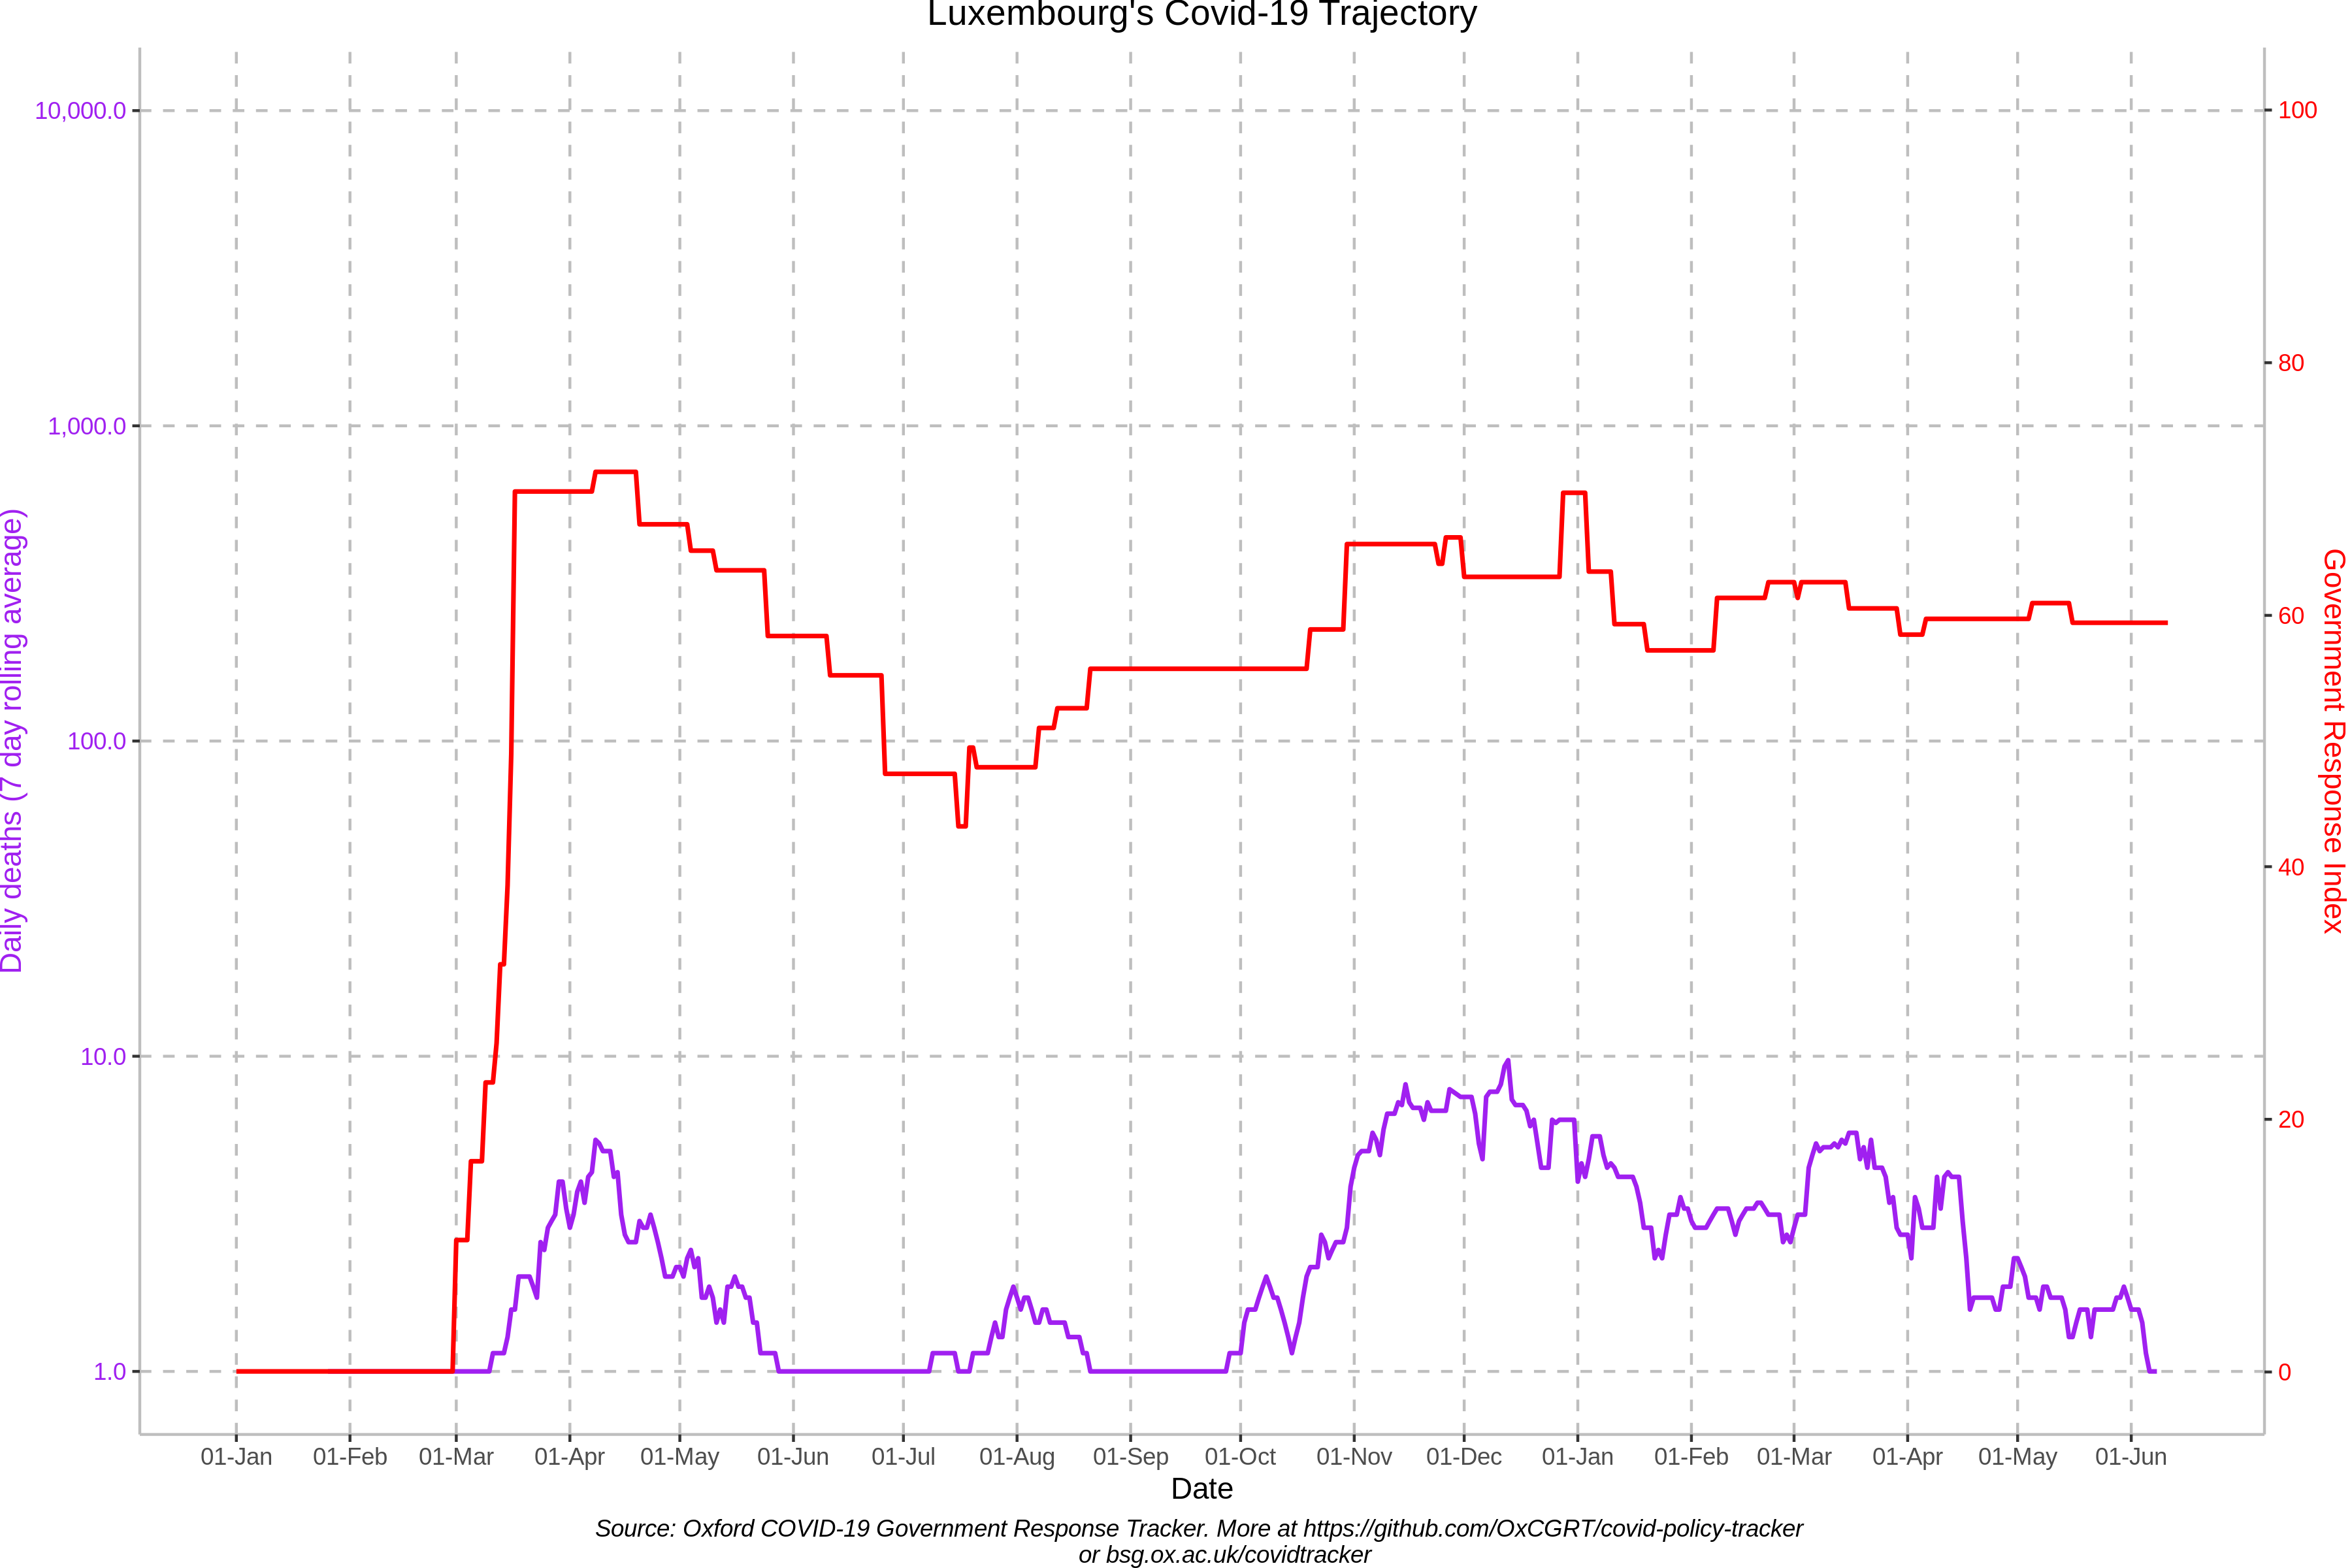 Luxembourg's Covid-19 Trajectory
10,000.0
1,000.0
100.0
10.0
1.0
Daily deaths (7 day rolling average)
100
80
60
40
20
0
Government Response Index
01-Jan 01-Feb 01-Mar 01-Apr 01-May 01-Jun 01-Jul 01-Aug 01-Sep 01-Oct 01-Nov 01-Dec 01-Jan 01-Feb 01-Mar 01-Apr 01-May 01-Jun
Date
Source: Oxford COVID-19 Government Response Tracker. More at https://github.com/OxCGRT/covid-policy-tracker
or bsg.ox.ac.uk/covidtracker